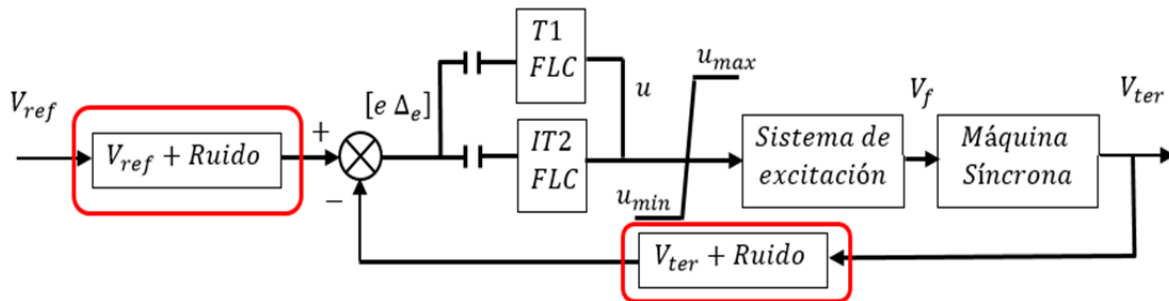 V_ref
V_ref + Ruido
+
−
[e Δ_e]
T1
FLC
IT2
FLC
u
u_max
u_min
Sistema de
excitación
V_f
Máquina
Síncrona
V_ter
V_ter + Ruido